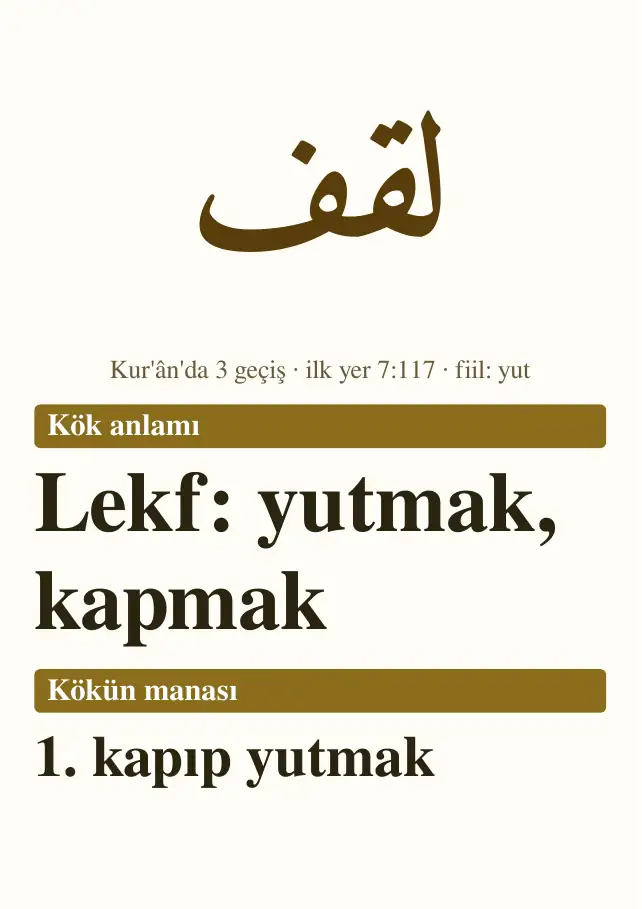 لقف
Kur'ân'da 3 geçiş · ilk yer 7:117 · fiil: yut
Kök anlamı
Lekf: yutmak,
kapmak
Kökün manası
1. kapıp yutmak